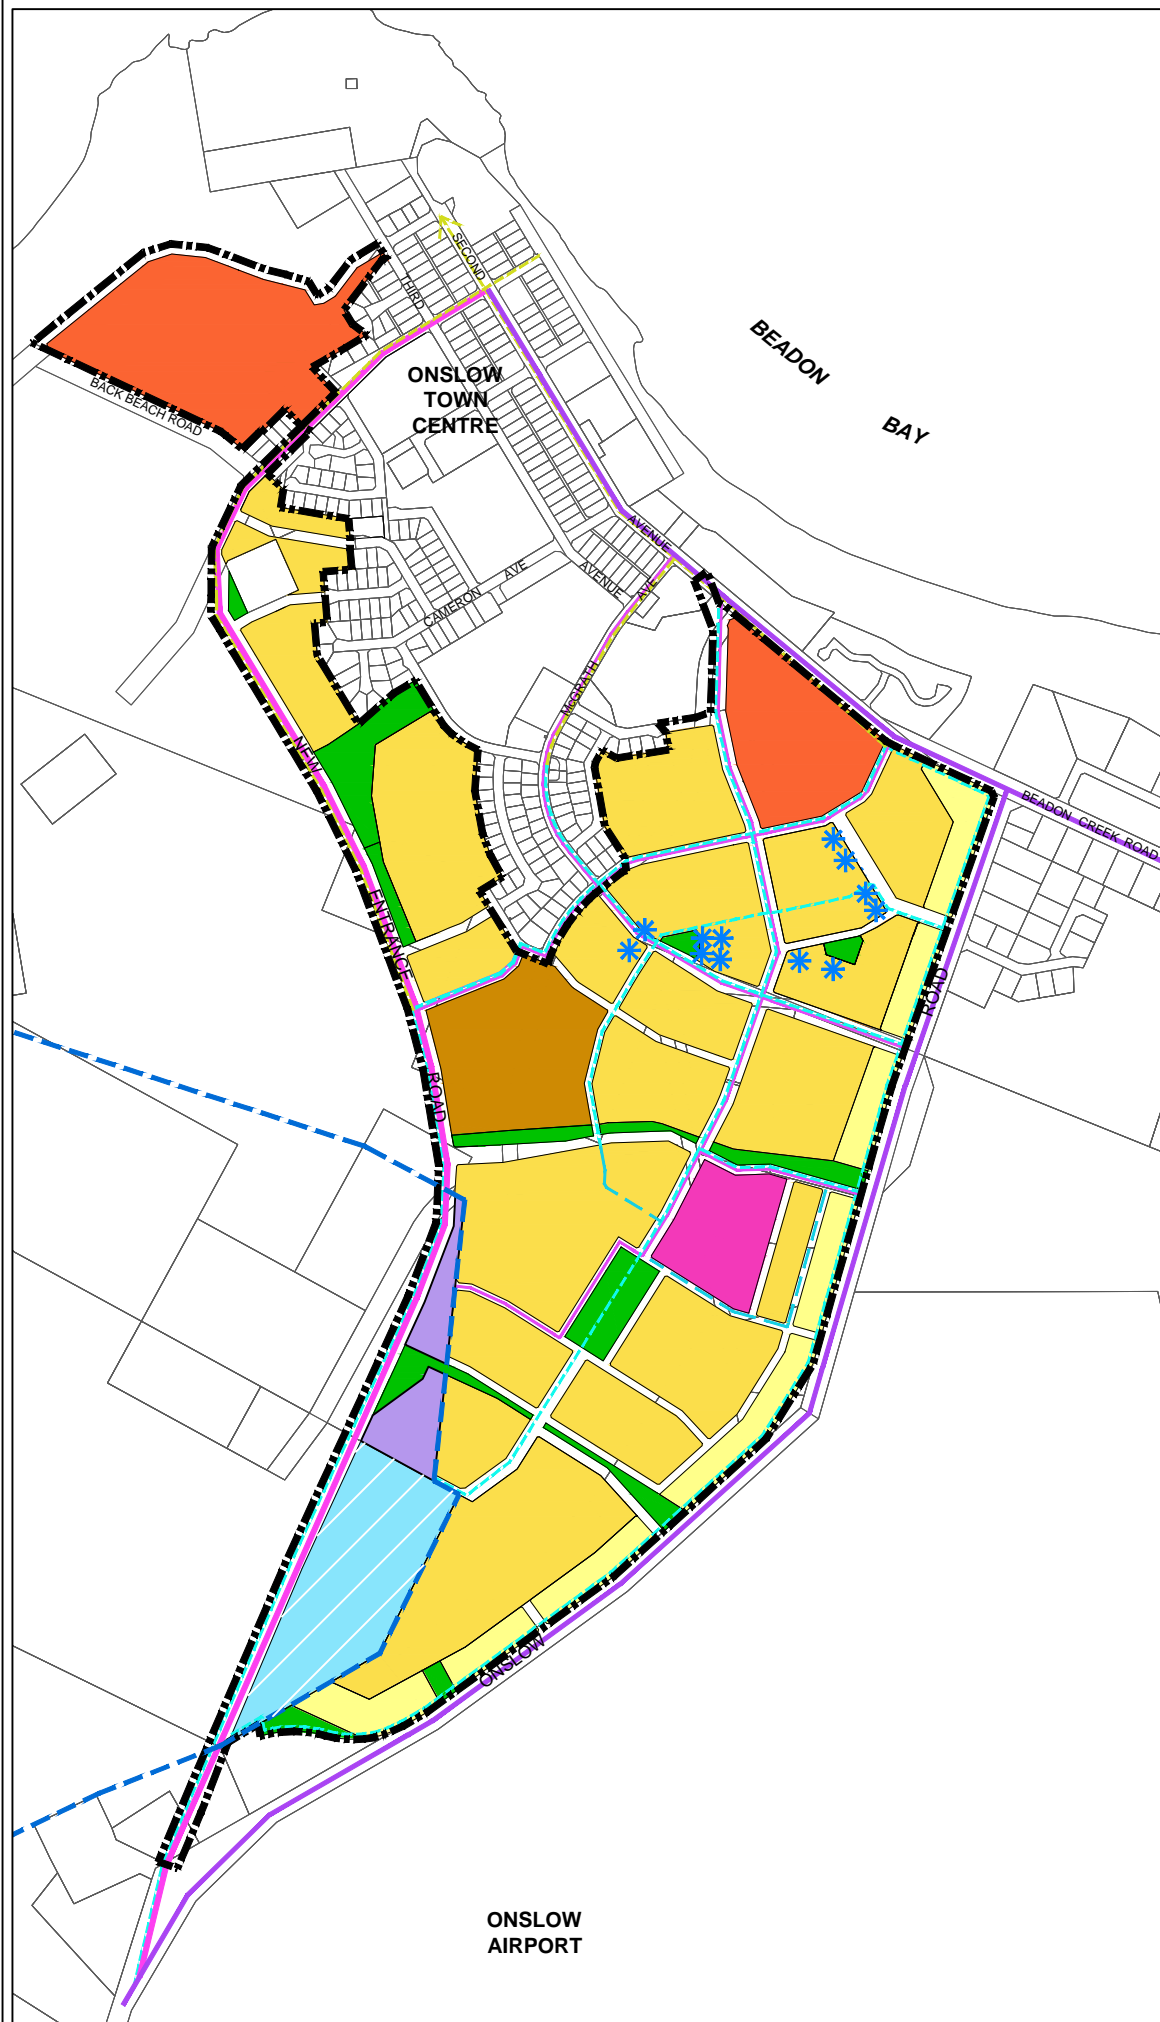 SECOND
THIRD
BEADON
BAY
ONSLOW
TOWN
CENTRE
BACK BEACH ROAD
AVENUE
AVENUE
AVE
CAMERON
AVE
McGRATH
NEW
BEADON CREEK ROAD
ENTRANCE
ROAD
ROAD
ONSLOW
ONSLOW
AIRPORT